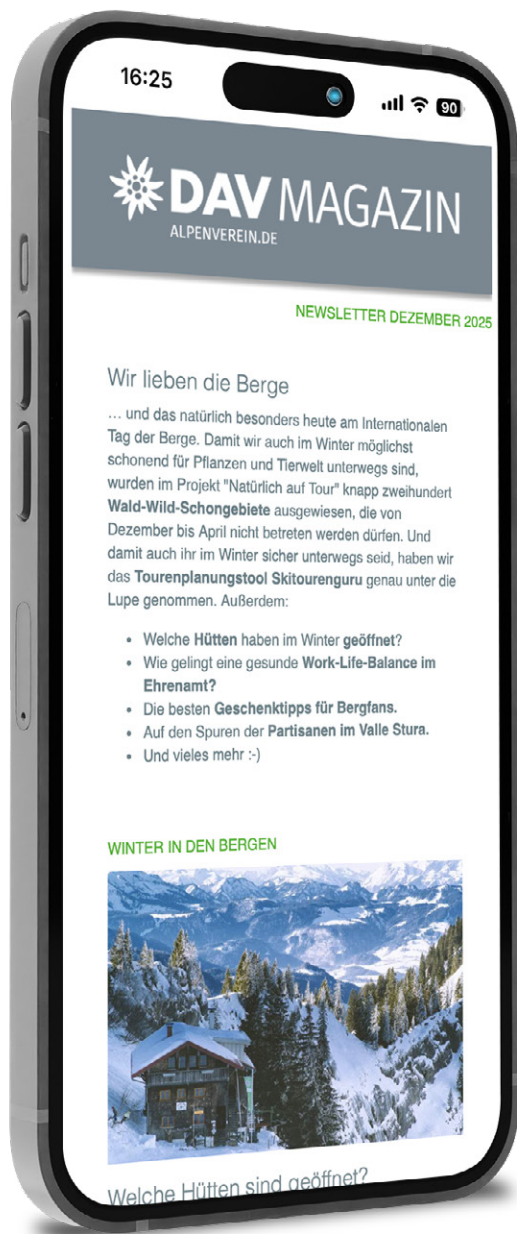 16:25
90
DAV MAGAZIN
ALPENVEREIN.DE
NEWSLETTER DEZEMBER 2025
Wir lieben die Berge
… und das natürlich besonders heute am Internationalen
Tag der Berge. Damit wir auch im Winter möglichst
schonend für Pflanzen und Tierwelt unterwegs sind,
wurden im Projekt "Natürlich auf Tour" knapp zweihundert
Wald-Wild-Schongebiete ausgewiesen, die von
Dezember bis April nicht betreten werden dürfen. Und
damit auch ihr im Winter sicher unterwegs seid, haben wir
das Tourenplanungstool Skitourenguru genau unter die
Lupe genommen. Außerdem:
• Welche Hütten haben im Winter geöffnet?
• Wie gelingt eine gesunde Work-Life-Balance im
Ehrenamt?
• Die besten Geschenktipps für Bergfans.
• Auf den Spuren der Partisanen im Valle Stura.
• Und vieles mehr :-)
WINTER IN DEN BERGEN
Welche Hütten sind geöffnet?